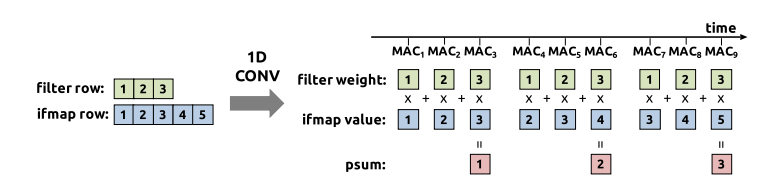 time
MAC1 MAC2 MAC3 MAC4 MAC5 MAC6 MAC7 MAC8 MAC9
1D
CONV
filter row: 1 2 3
ifmap row: 1 2 3 4 5
filter weight: 1 2 3 1 2 3 1 2 3
x + x + x x + x + x x + x + x
ifmap value: 1 2 3 2 3 4 3 4 5
= = =
psum: 1 2 3